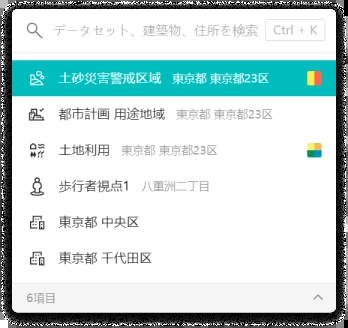 データセット、建築物、住所を検索 Ctrl + K
土砂災害警戒区域 東京都 東京都23区
都市計画 用途地域 東京都 東京都23区
土地利用 東京都 東京都23区
歩行者視点1 八重洲二丁目
東京都 中央区
東京都 千代田区
6項目